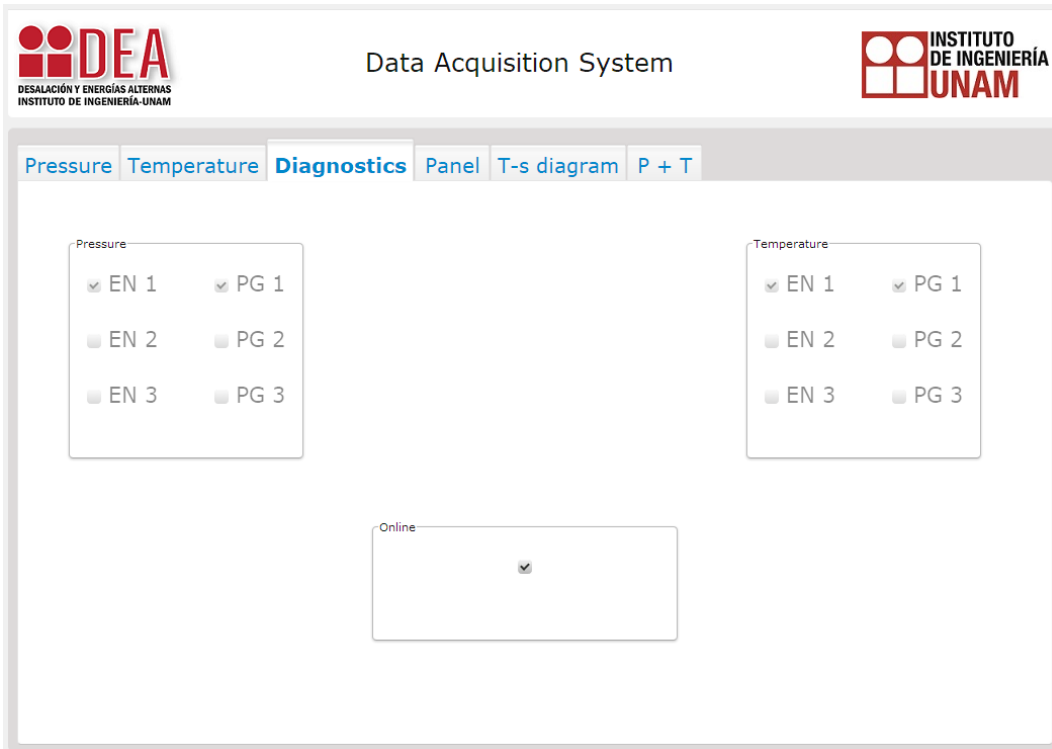 DEA
DESALACIÓN Y ENERGÍAS ALTERNAS
INSTITUTO DE INGENIERÍA-UNAM
Data Acquisition System
INSTITUTO
DE INGENIERÍA
UNAM
Pressure Temperature Diagnostics Panel T-s diagram P + T
Pressure
EN 1 PG 1
EN 2 PG 2
EN 3 PG 3
Temperature
EN 1 PG 1
EN 2 PG 2
EN 3 PG 3
Online